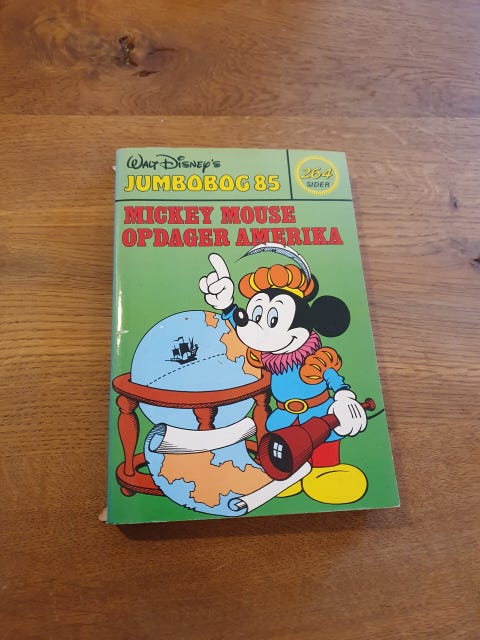 Walt Disney's
JUMBOBOG 85
264
SIDER
MICKEY MOUSE
OPDAGER AMERIKA